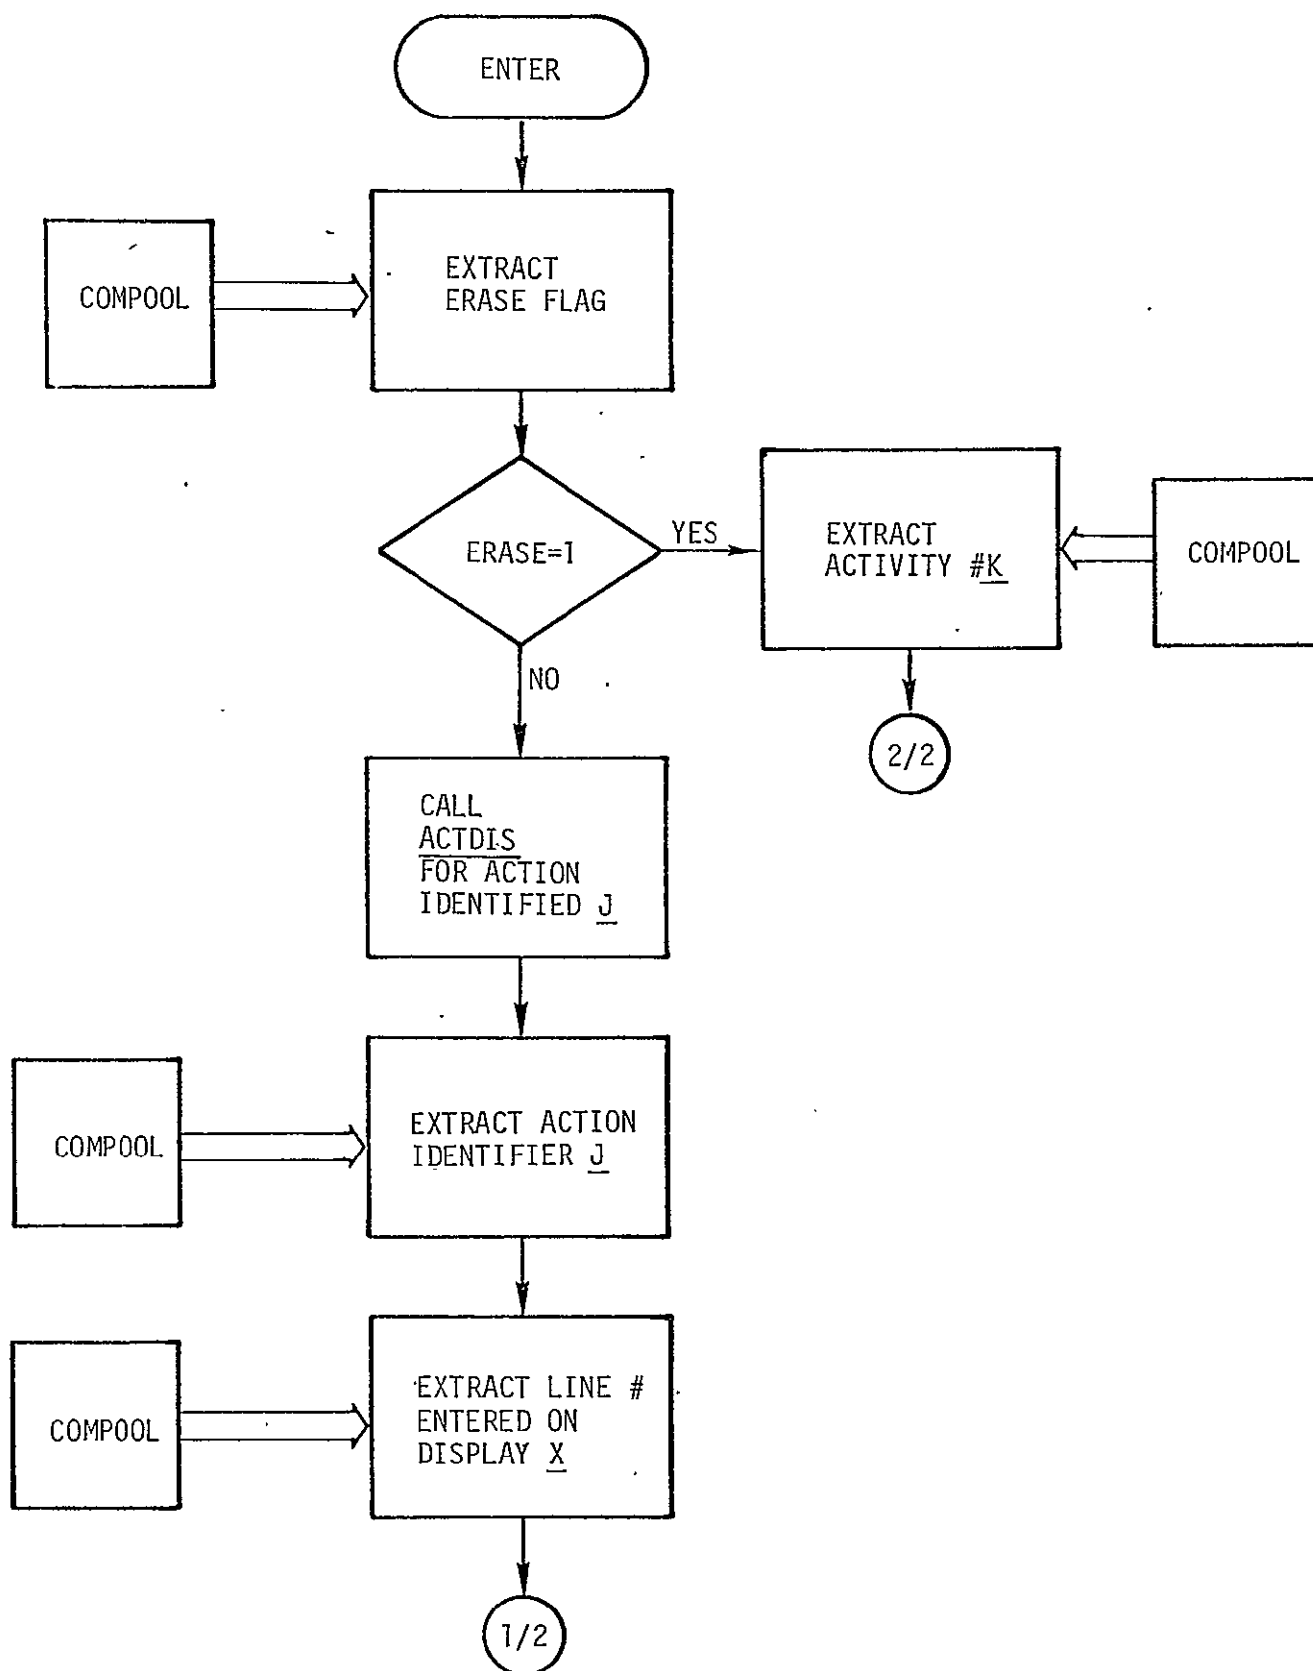 ENTER
COMPOOL
EXTRACT
ERASE FLAG
ERASE=1
YES
EXTRACT
ACTIVITY #K
COMPOOL
NO
2/2
CALL
ACTDIS
FOR ACTION
IDENTIFIED J
COMPOOL
EXTRACT ACTION
IDENTIFIER J
COMPOOL
EXTRACT LINE #
ENTERED ON
DISPLAY X
1/2